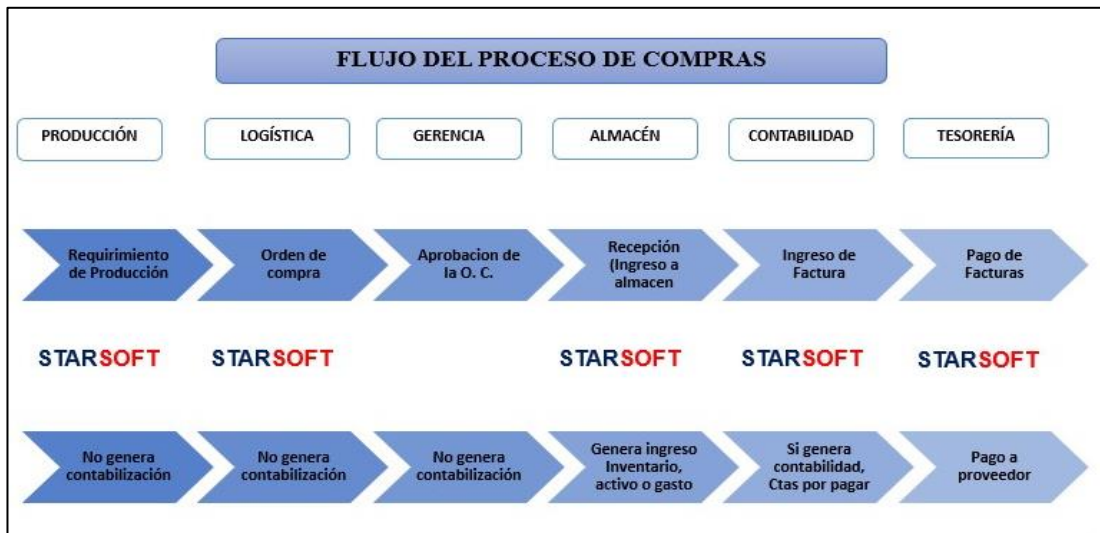 FLUJO DEL PROCESO DE COMPRAS
PRODUCCIÓN
LOGÍSTICA
GERENCIA
ALMACÉN
CONTABILIDAD
TESORERÍA
Requirimiento
de Producción
Orden de
compra
Aprobacion de
la O. C.
Recepción
(Ingreso a
almacen
Ingreso de
Factura
Pago de
Facturas
STARSOFT
STARSOFT
STARSOFT
STARSOFT
STARSOFT
No genera
contabilización
No genera
contabilización
No genera
contabilización
Genera ingreso
Inventario,
activo o gasto
Si genera
contabilidad,
Ctas por pagar
Pago a
proveedor